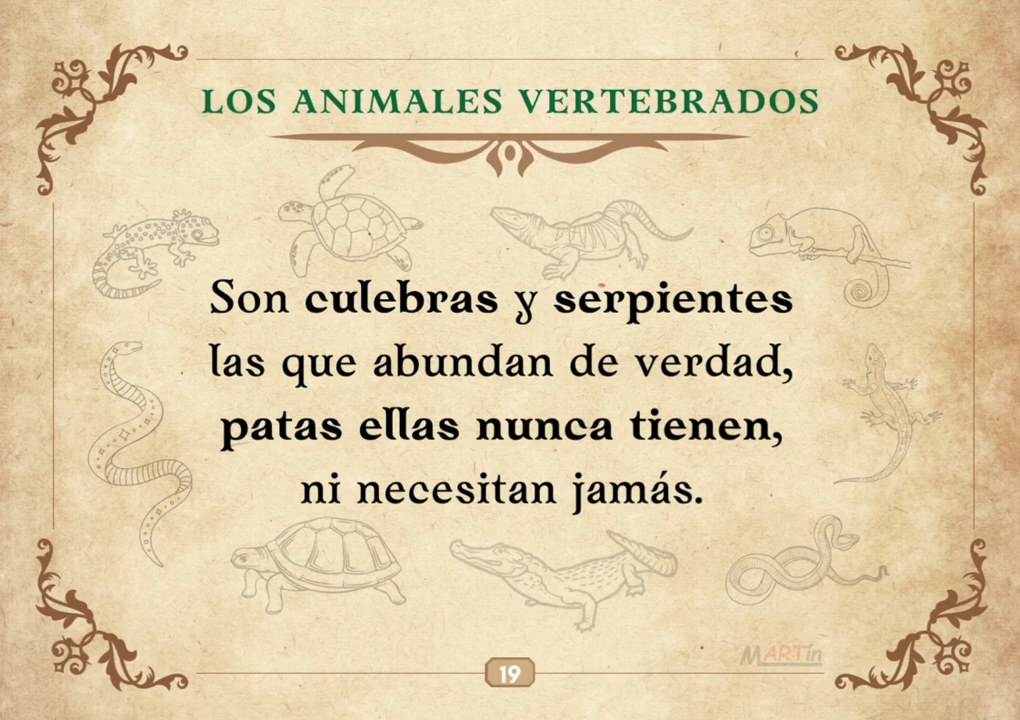 LOS ANIMALES VERTEBRADOS
Son culebras y serpientes
las que abundan de verdad,
patas ellas nunca tienen,
ni necesitan jamás.
MARTin
19